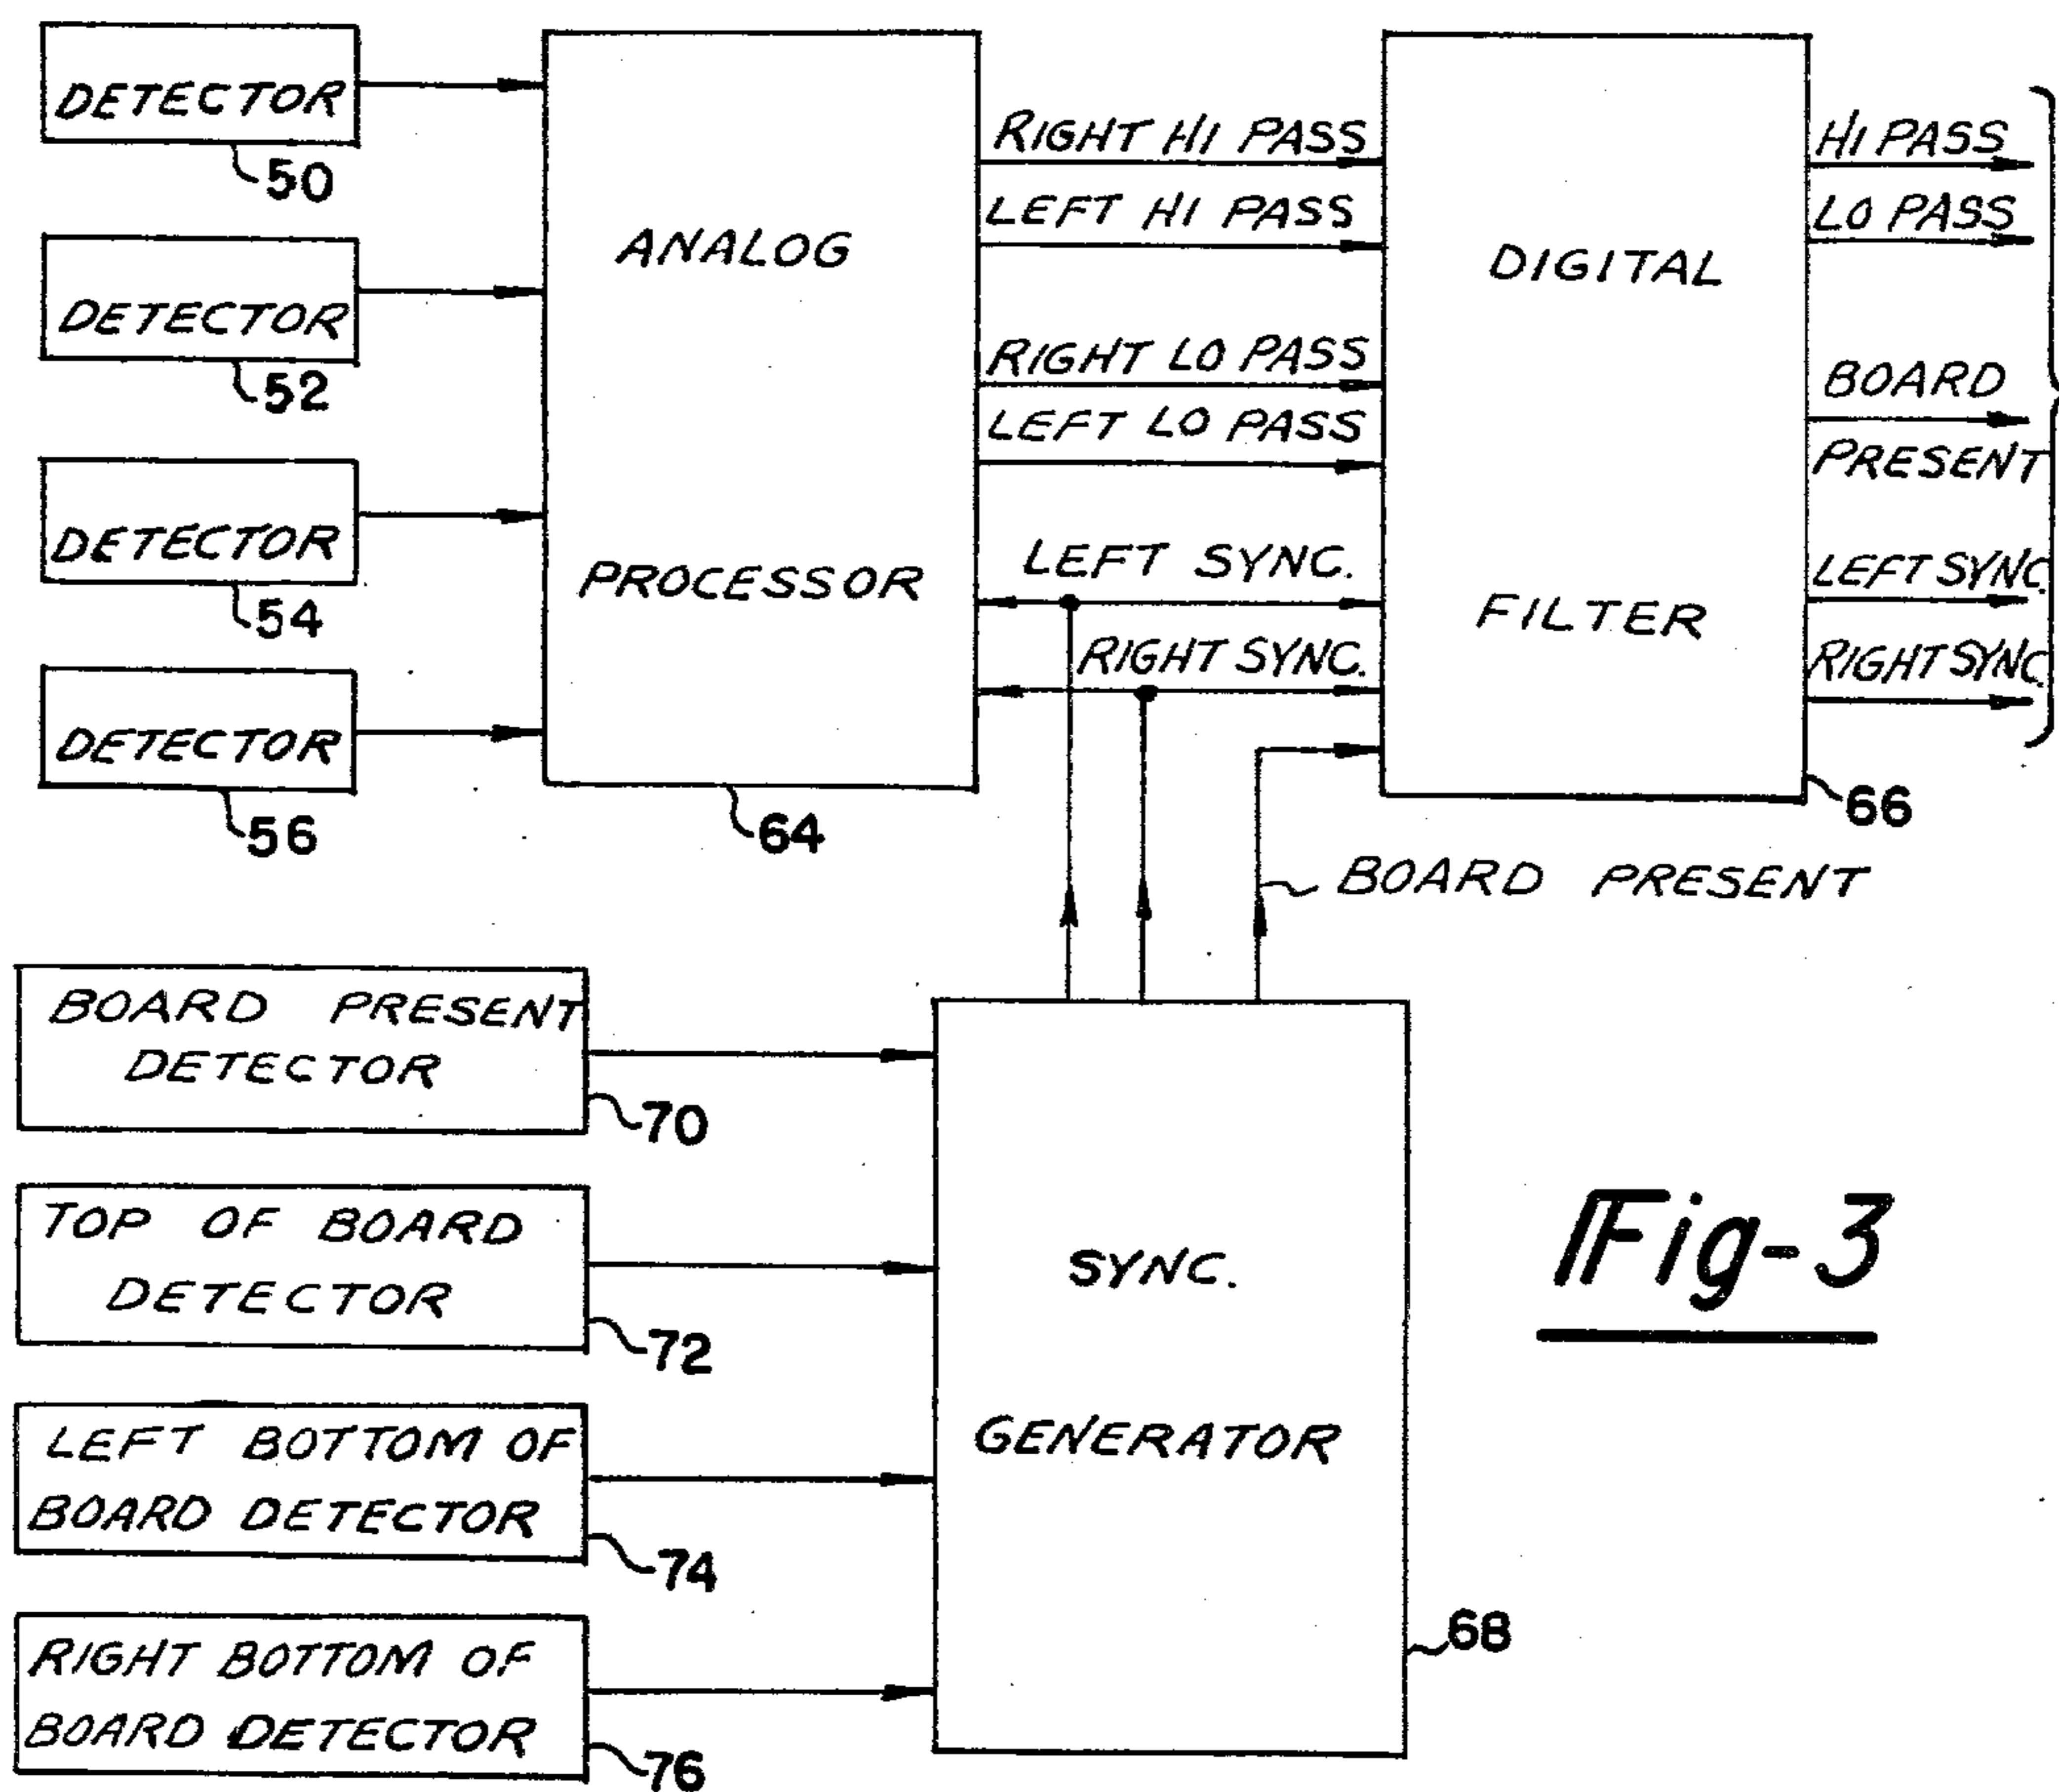 DETECTOR
50
DETECTOR
52
DETECTOR
54
DETECTOR
56
ANALOG
PROCESSOR
64
RIGHT HI PASS
LEFT HI PASS
RIGHT LO PASS
LEFT LO PASS
LEFT SYNC.
RIGHT SYNC.
DIGITAL
FILTER
66
HI PASS
LO PASS
BOARD
PRESENT
LEFT SYNC.
RIGHT SYNC.
BOARD PRESENT
BOARD PRESENT
DETECTOR
70
TOP OF BOARD
DETECTOR
72
LEFT BOTTOM OF
BOARD DETECTOR
74
RIGHT BOTTOM OF
BOARD DETECTOR
76
SYNC.
GENERATOR
68
Fig-3